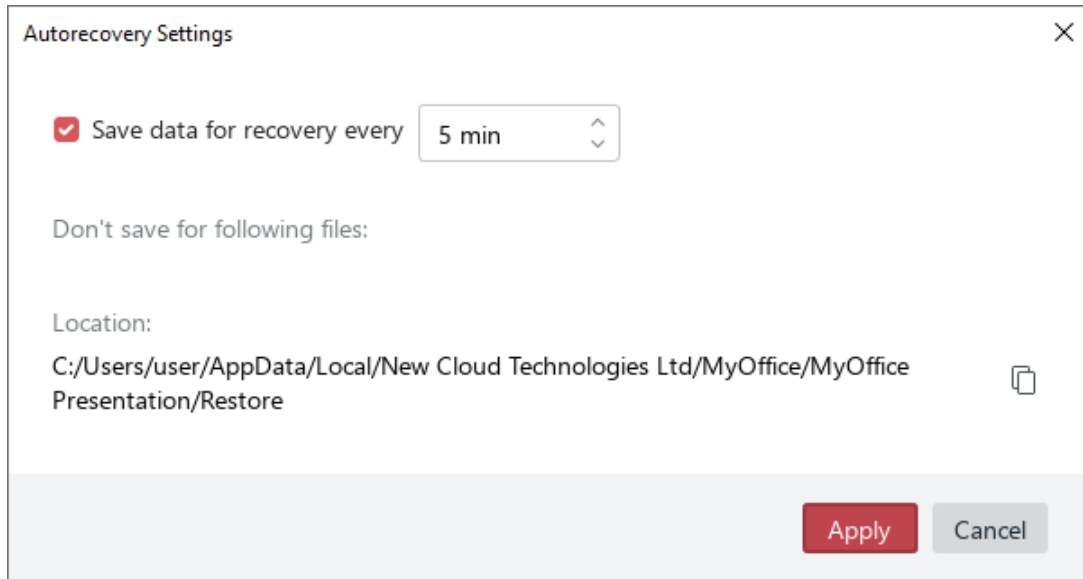 Autorecovery Settings
Save data for recovery every 5 min
Don't save for following files:
Location:
C:/Users/user/AppData/Local/New Cloud Technologies Ltd/MyOffice/MyOffice
Presentation/Restore
Apply Cancel